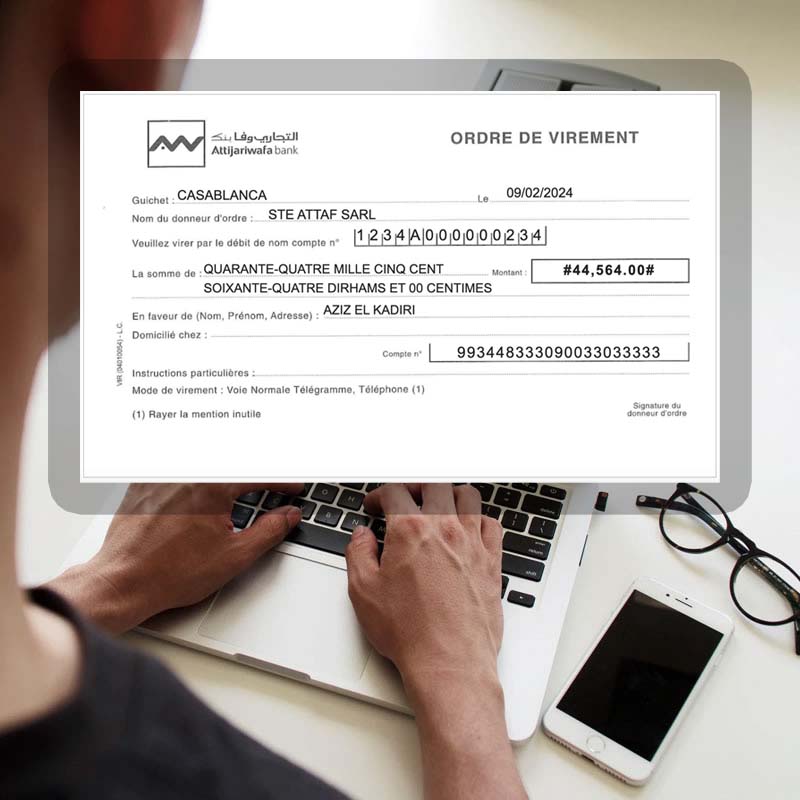 التجاري وفا بنك
Attijariwafa bank
ORDRE DE VIREMENT
Guichet : CASABLANCA Le 09/02/2024
Nom du donneur d'ordre : STE ATTAF SARL
Veuillez virer par le débit de nom compte n° 1234A000000234
La somme de : QUARANTE-QUATRE MILLE CINQ CENT Montant : #44,564.00#
SOIXANTE-QUATRE DIRHAMS ET 00 CENTIMES
En faveur de (Nom, Prénom, Adresse) : AZIZ EL KADIRI
Domicilié chez :
Compte n° 993448333090033033333
Instructions particulières :
Mode de virement : Voie Normale Télégramme, Téléphone (1)
(1) Rayer la mention inutile
Signature du
donneur d'ordre